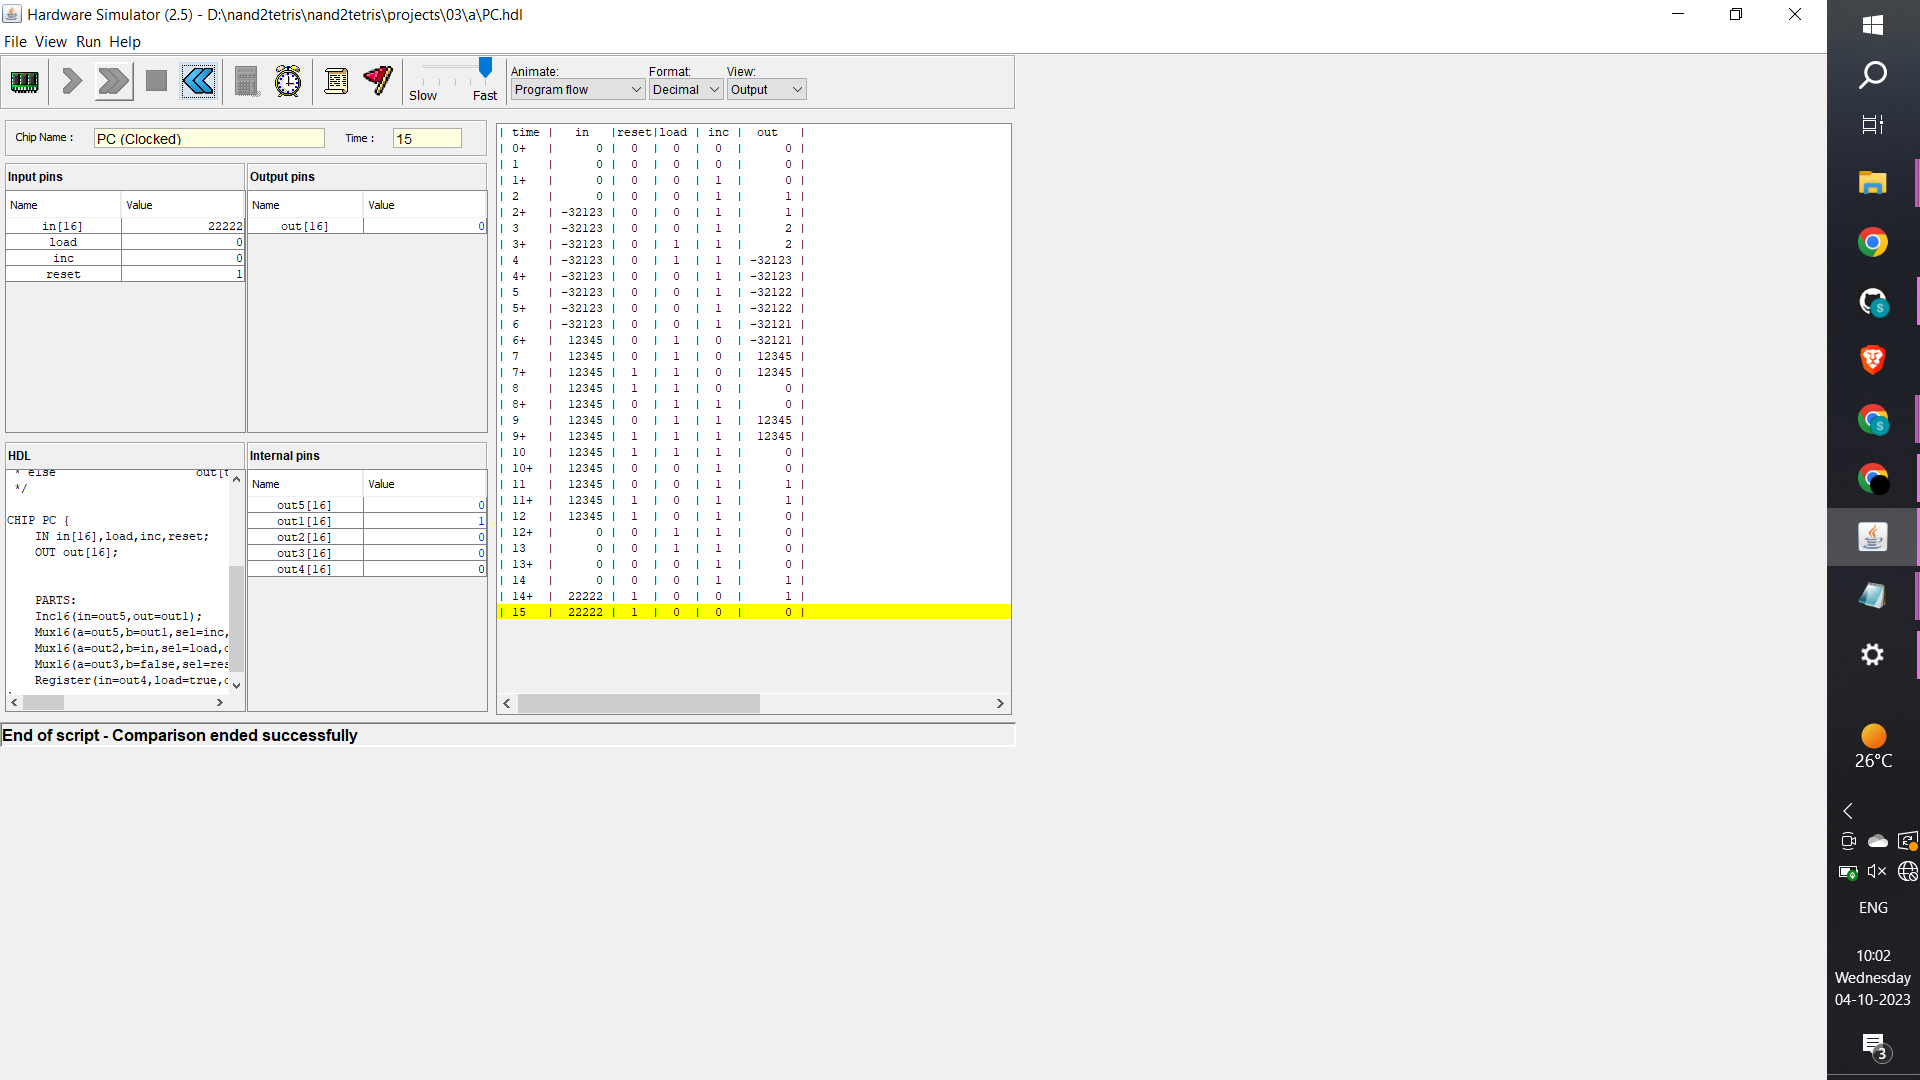 Hardware Simulator (2.5) - D:\nand2tetris\nand2tetris\projects\03\a\PC.hdl
File View Run Help
Slow Fast
Animate: Format: View:
Program flow Decimal Output
Chip Name : PC (Clocked) Time : 15
Input pins
Name Value
in[16] 22222
load 0
inc 0
reset 1
Output pins
Name Value
out[16] 0
HDL
* else out[t
*/
CHIP PC {
IN in[16],load,inc,reset;
OUT out[16];
PARTS:
Inc16(in=out5,out=out1);
Mux16(a=out5,b=out1,sel=inc,
Mux16(a=out2,b=in,sel=load,o
Mux16(a=out3,b=false,sel=res
Register(in=out4,load=true,o
Internal pins
Name Value
out5[16] 0
out1[16] 1
out2[16] 0
out3[16] 0
out4[16] 0
| time | in |reset|load | inc | out |
| 0+ | 0 | 0 | 0 | 0 | 0 |
| 1 | 0 | 0 | 0 | 0 | 0 |
| 1+ | 0 | 0 | 0 | 1 | 0 |
| 2 | 0 | 0 | 0 | 1 | 1 |
| 2+ | -32123 | 0 | 0 | 1 | 1 |
| 3 | -32123 | 0 | 0 | 1 | 2 |
| 3+ | -32123 | 0 | 1 | 1 | 2 |
| 4 | -32123 | 0 | 1 | 1 | -32123 |
| 4+ | -32123 | 0 | 0 | 1 | -32123 |
| 5 | -32123 | 0 | 0 | 1 | -32122 |
| 5+ | -32123 | 0 | 0 | 1 | -32122 |
| 6 | -32123 | 0 | 0 | 1 | -32121 |
| 6+ | 12345 | 0 | 1 | 0 | -32121 |
| 7 | 12345 | 0 | 1 | 0 | 12345 |
| 7+ | 12345 | 1 | 1 | 0 | 12345 |
| 8 | 12345 | 1 | 1 | 0 | 0 |
| 8+ | 12345 | 0 | 1 | 1 | 0 |
| 9 | 12345 | 0 | 1 | 1 | 12345 |
| 9+ | 12345 | 1 | 1 | 1 | 12345 |
| 10 | 12345 | 1 | 1 | 1 | 0 |
| 10+ | 12345 | 0 | 0 | 1 | 0 |
| 11 | 12345 | 0 | 0 | 1 | 1 |
| 11+ | 12345 | 1 | 0 | 1 | 1 |
| 12 | 12345 | 1 | 0 | 1 | 0 |
| 12+ | 0 | 0 | 1 | 1 | 0 |
| 13 | 0 | 0 | 1 | 1 | 0 |
| 13+ | 0 | 0 | 0 | 1 | 0 |
| 14 | 0 | 0 | 0 | 1 | 1 |
| 14+ | 22222 | 1 | 0 | 0 | 1 |
| 15 | 22222 | 1 | 0 | 0 | 0 |
End of script - Comparison ended successfully
S
S
26°C
ENG
10:02
Wednesday
04-10-2023
3